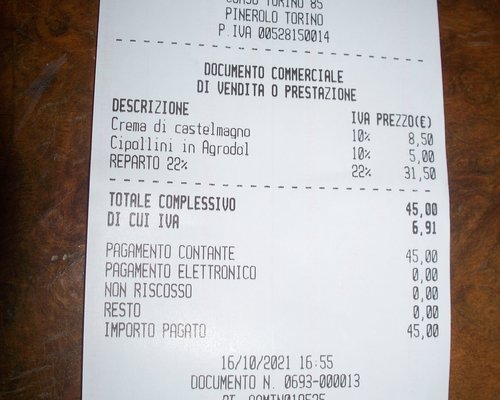 CORSO TORINO 85
PINEROLO TORINO
P.IVA 00528150014
DOCUMENTO COMMERCIALE
DI VENDITA O PRESTAZIONE
DESCRIZIONE IVA PREZZO(€)
Crema di castelmagno 10% 8,50
Cipollini in Agrodol 10% 5,00
REPARTO 22% 22% 31,50
TOTALE COMPLESSIVO 45,00
DI CUI IVA 6,91
PAGAMENTO CONTANTE 45,00
PAGAMENTO ELETTRONICO 0,00
NON RISCOSSO 0,00
RESTO 0,00
IMPORTO PAGATO 45,00
16/10/2021 16:55
DOCUMENTO N. 0693-000013